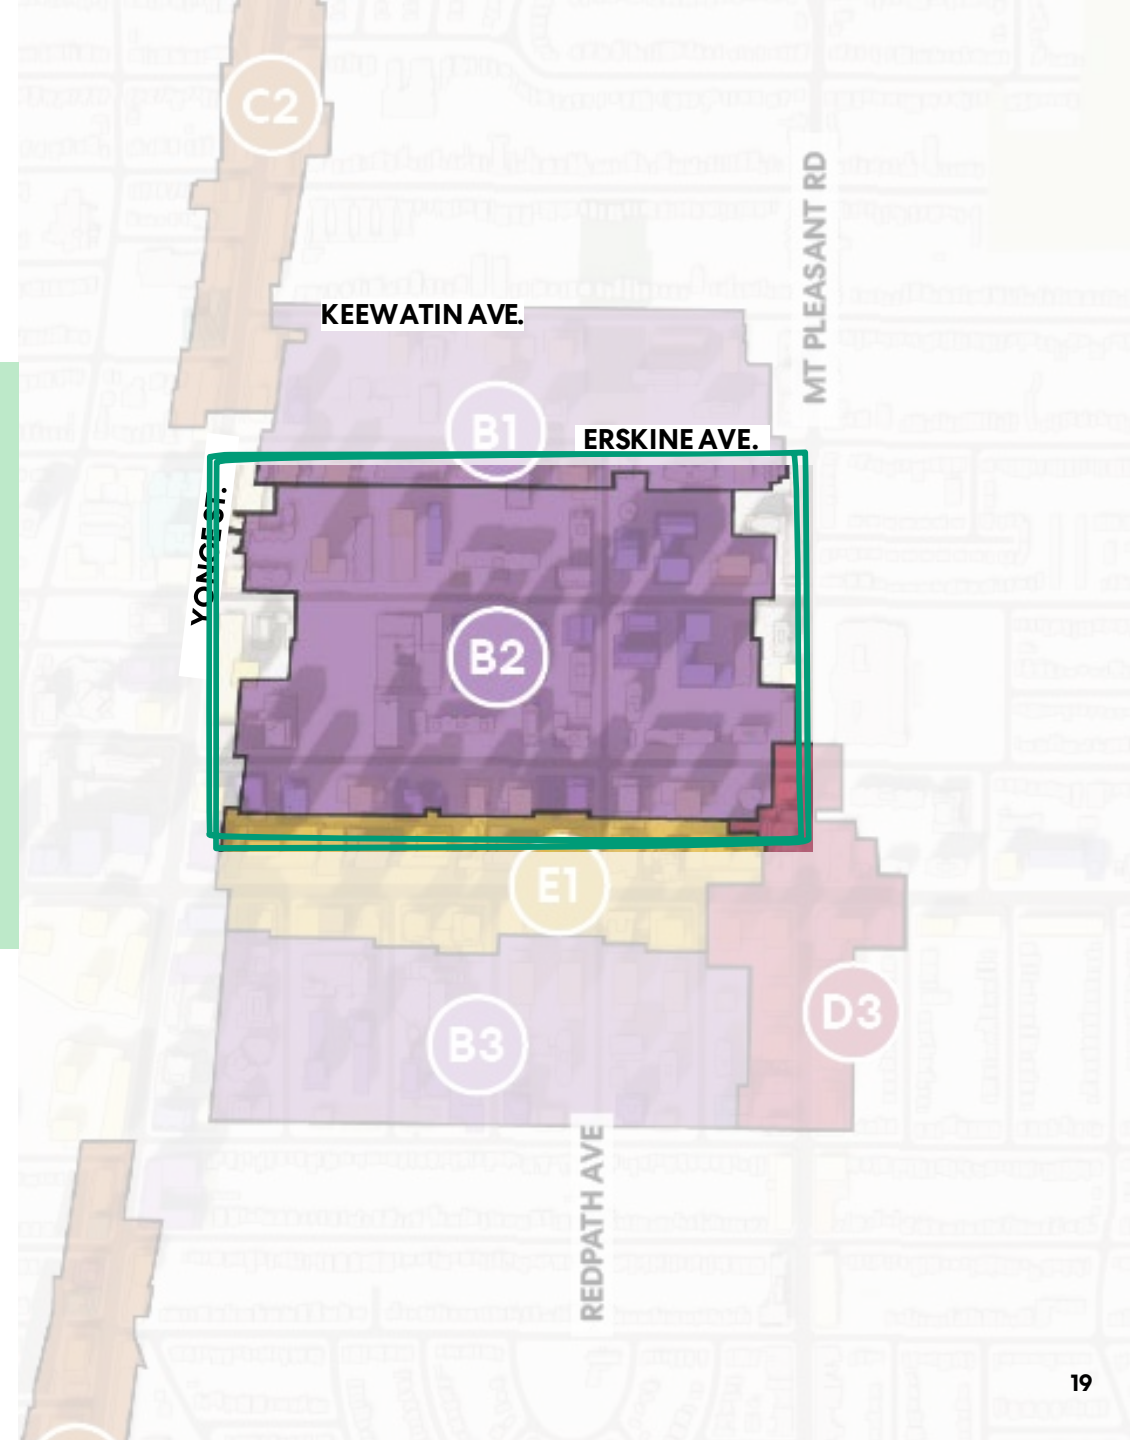 C2
MT PLEASANT RD
KEEWATIN AVE.
B1
ERSKINE AVE.
YONGE ST.
B2
E1
D3
B3
REDPATH AVE
19